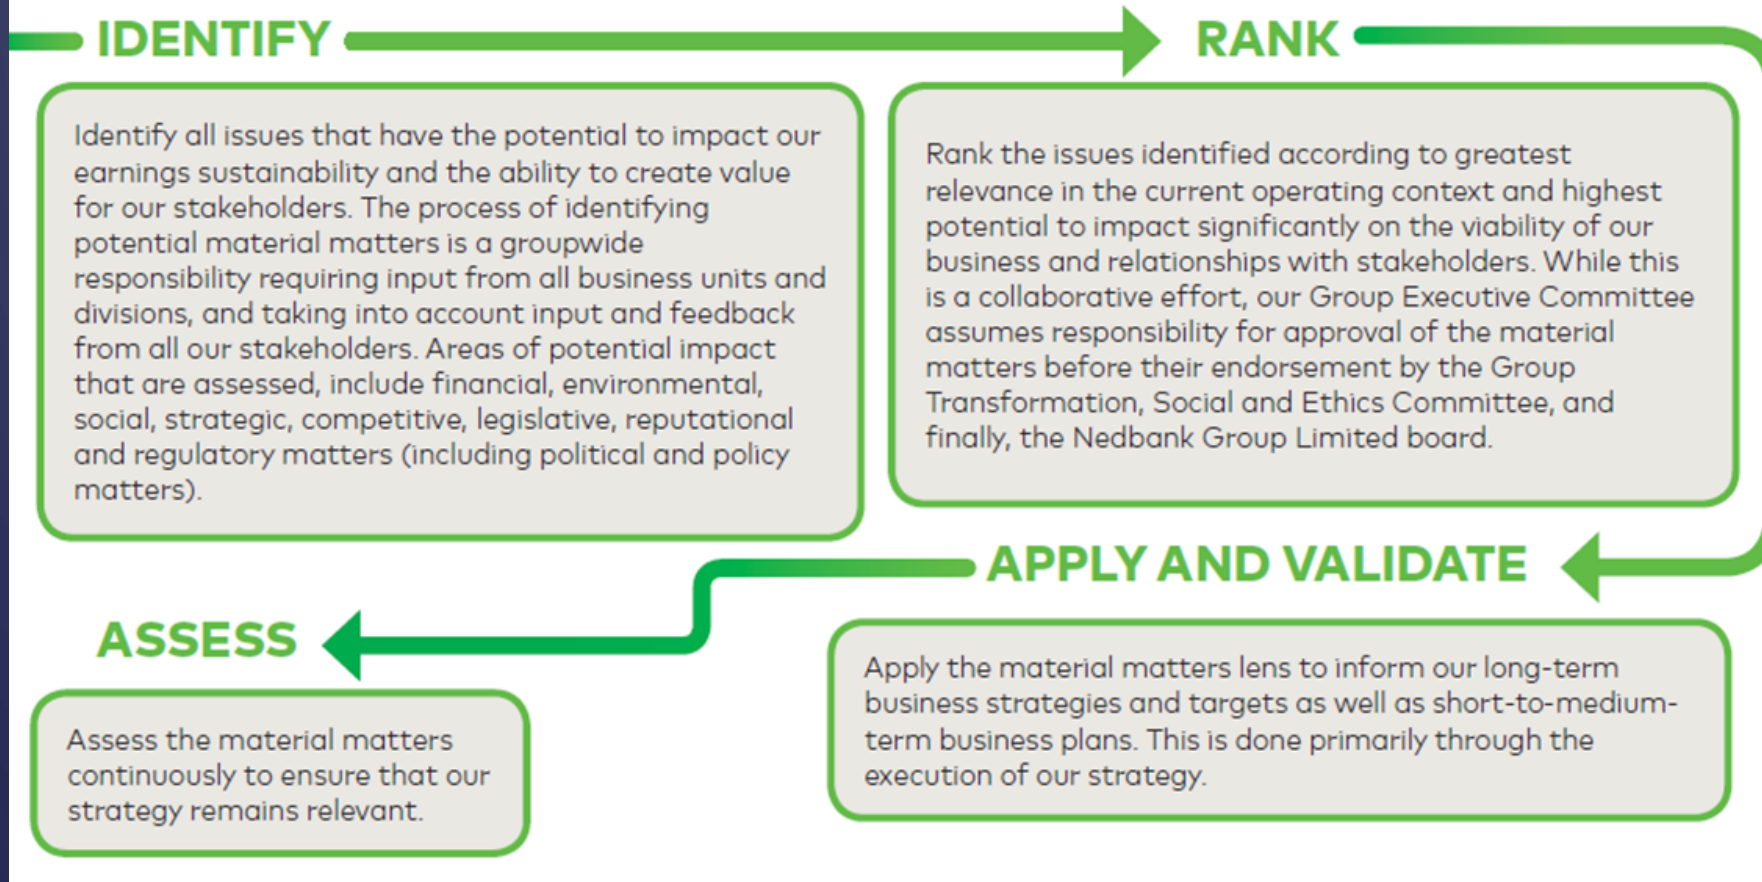 IDENTIFY
Identify all issues that have the potential to impact our
earnings sustainability and the ability to create value
for our stakeholders. The process of identifying
potential material matters is a groupwide
responsibility requiring input from all business units and
divisions, and taking into account input and feedback
from all our stakeholders. Areas of potential impact
that are assessed, include financial, environmental,
social, strategic, competitive, legislative, reputational
and regulatory matters (including political and policy
matters).
RANK
Rank the issues identified according to greatest
relevance in the current operating context and highest
potential to impact significantly on the viability of our
business and relationships with stakeholders. While this
is a collaborative effort, our Group Executive Committee
assumes responsibility for approval of the material
matters before their endorsement by the Group
Transformation, Social and Ethics Committee, and
finally, the Nedbank Group Limited board.
APPLY AND VALIDATE
Apply the material matters lens to inform our long-term
business strategies and targets as well as short-to-medium-
term business plans. This is done primarily through the
execution of our strategy.
ASSESS
Assess the material matters
continuously to ensure that our
strategy remains relevant.